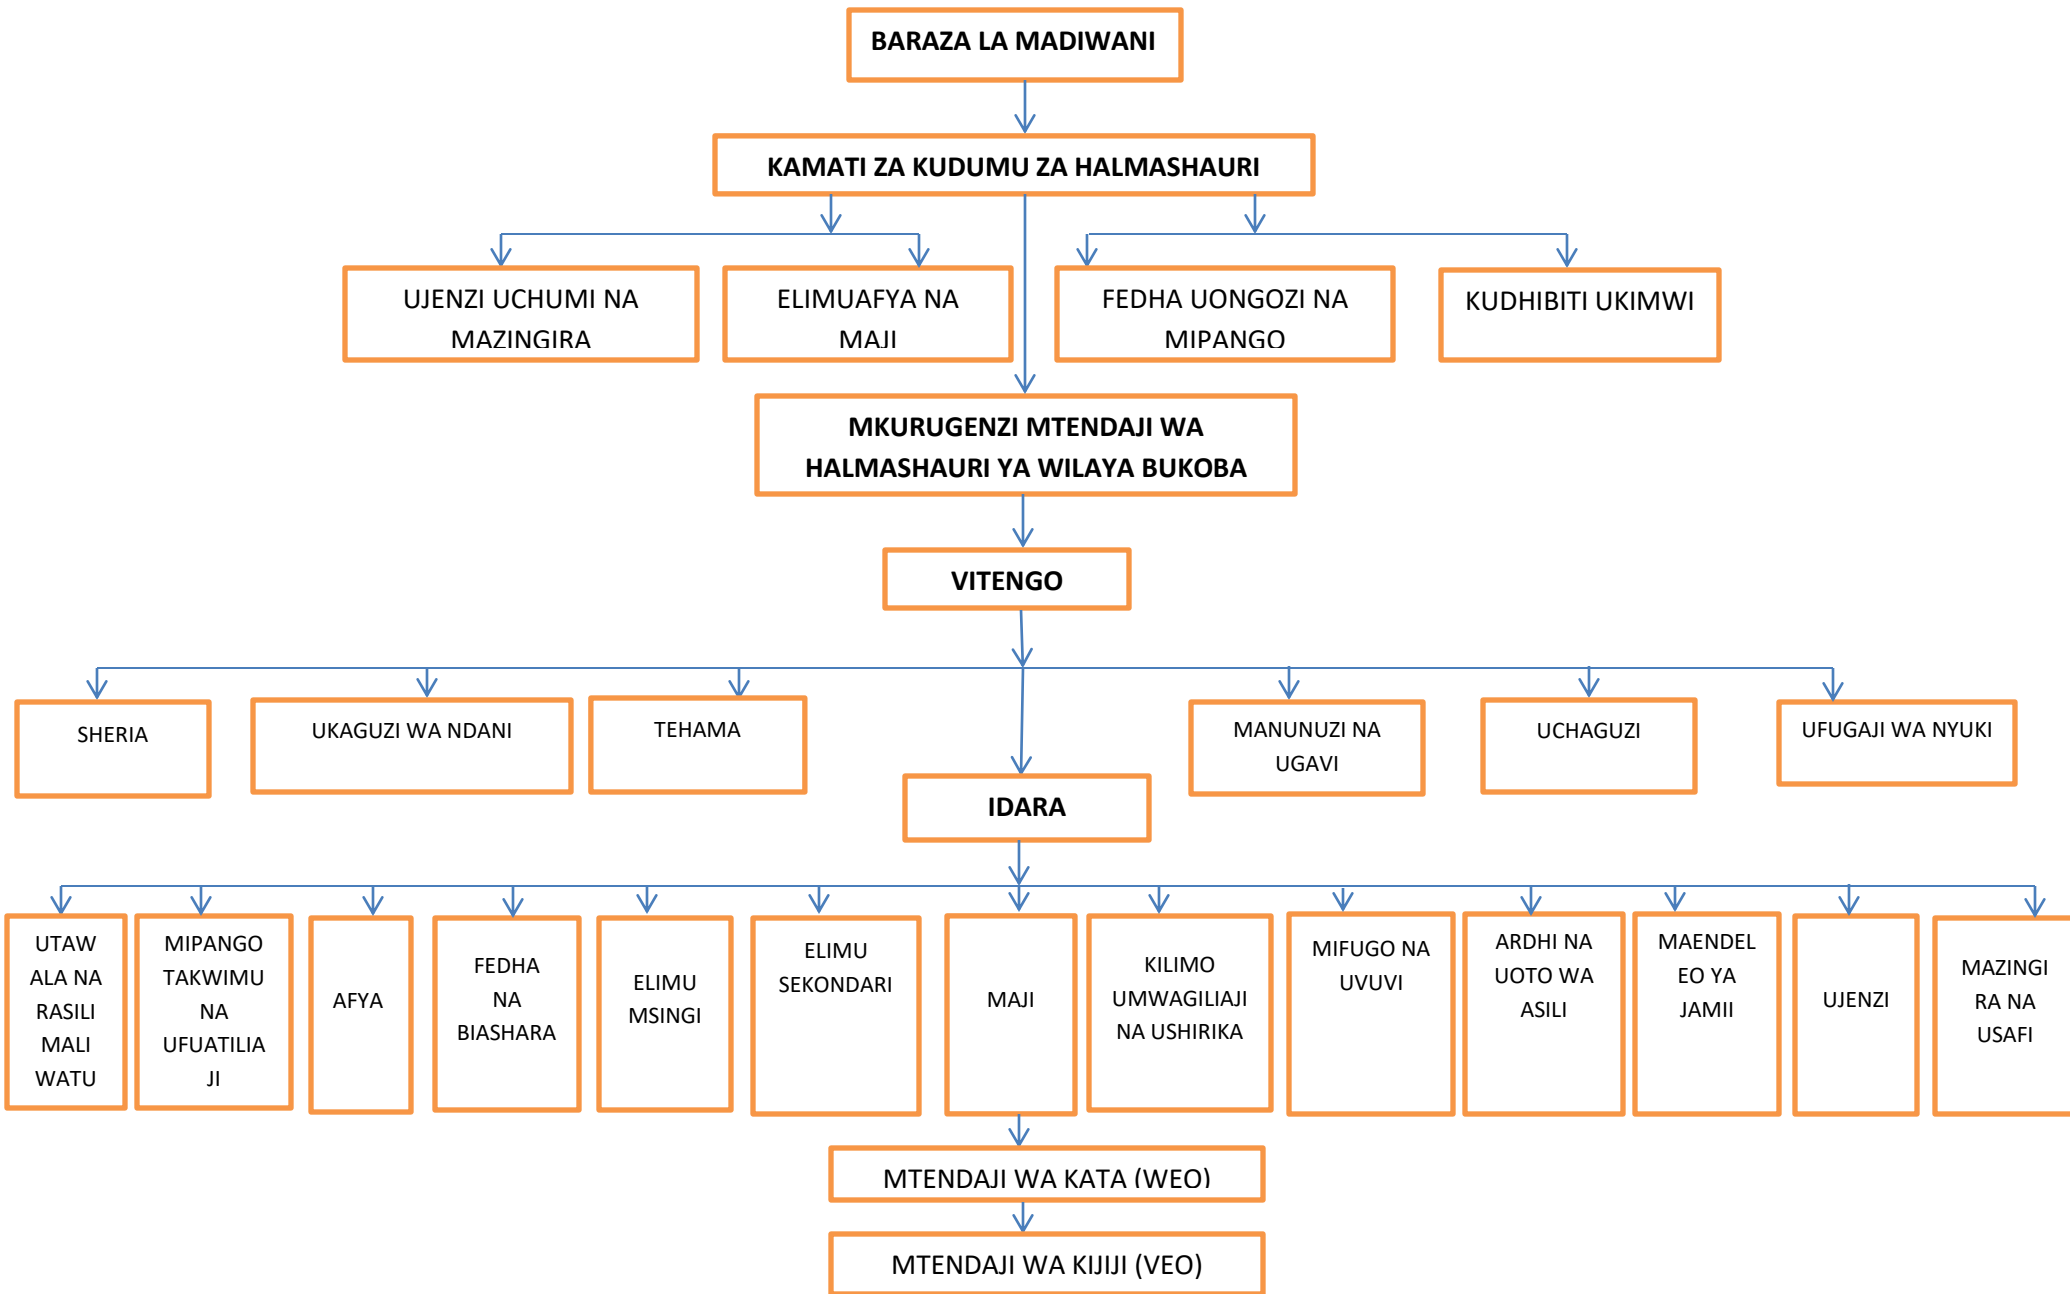 BARAZA LA MADIWANI
KAMATI ZA KUDUMU ZA HALMASHAURI
UJENZI UCHUMI NA
MAZINGIRA
ELIMUAFYA NA
MAJI
FEDHA UONGOZI NA
MIPANGO
KUDHIBITI UKIMWI
MKURUGENZI MTENDAJI WA
HALMASHAURI YA WILAYA BUKOBA
VITENGO
SHERIA
UKAGUZI WA NDANI
TEHAMA
MANUNUZI NA
UGAVI
UCHAGUZI
UFUGAJI WA NYUKI
IDARA
UTAW
ALA NA
RASILI
MALI
WATU
MIPANGO
TAKWIMU
NA
UFUATILIA
JI
AFYA
FEDHA
NA
BIASHARA
ELIMU
MSINGI
ELIMU
SEKONDARI
MAJI
KILIMO
UMWAGILIAJI
NA USHIRIKA
MIFUGO NA
UVUVI
ARDHI NA
UOTO WA
ASILI
MAENDEL
EO YA
JAMII
UJENZI
MAZINGI
RA NA
USAFI
MTENDAJI WA KATA (WEO)
MTENDAJI WA KIJIJI (VEO)